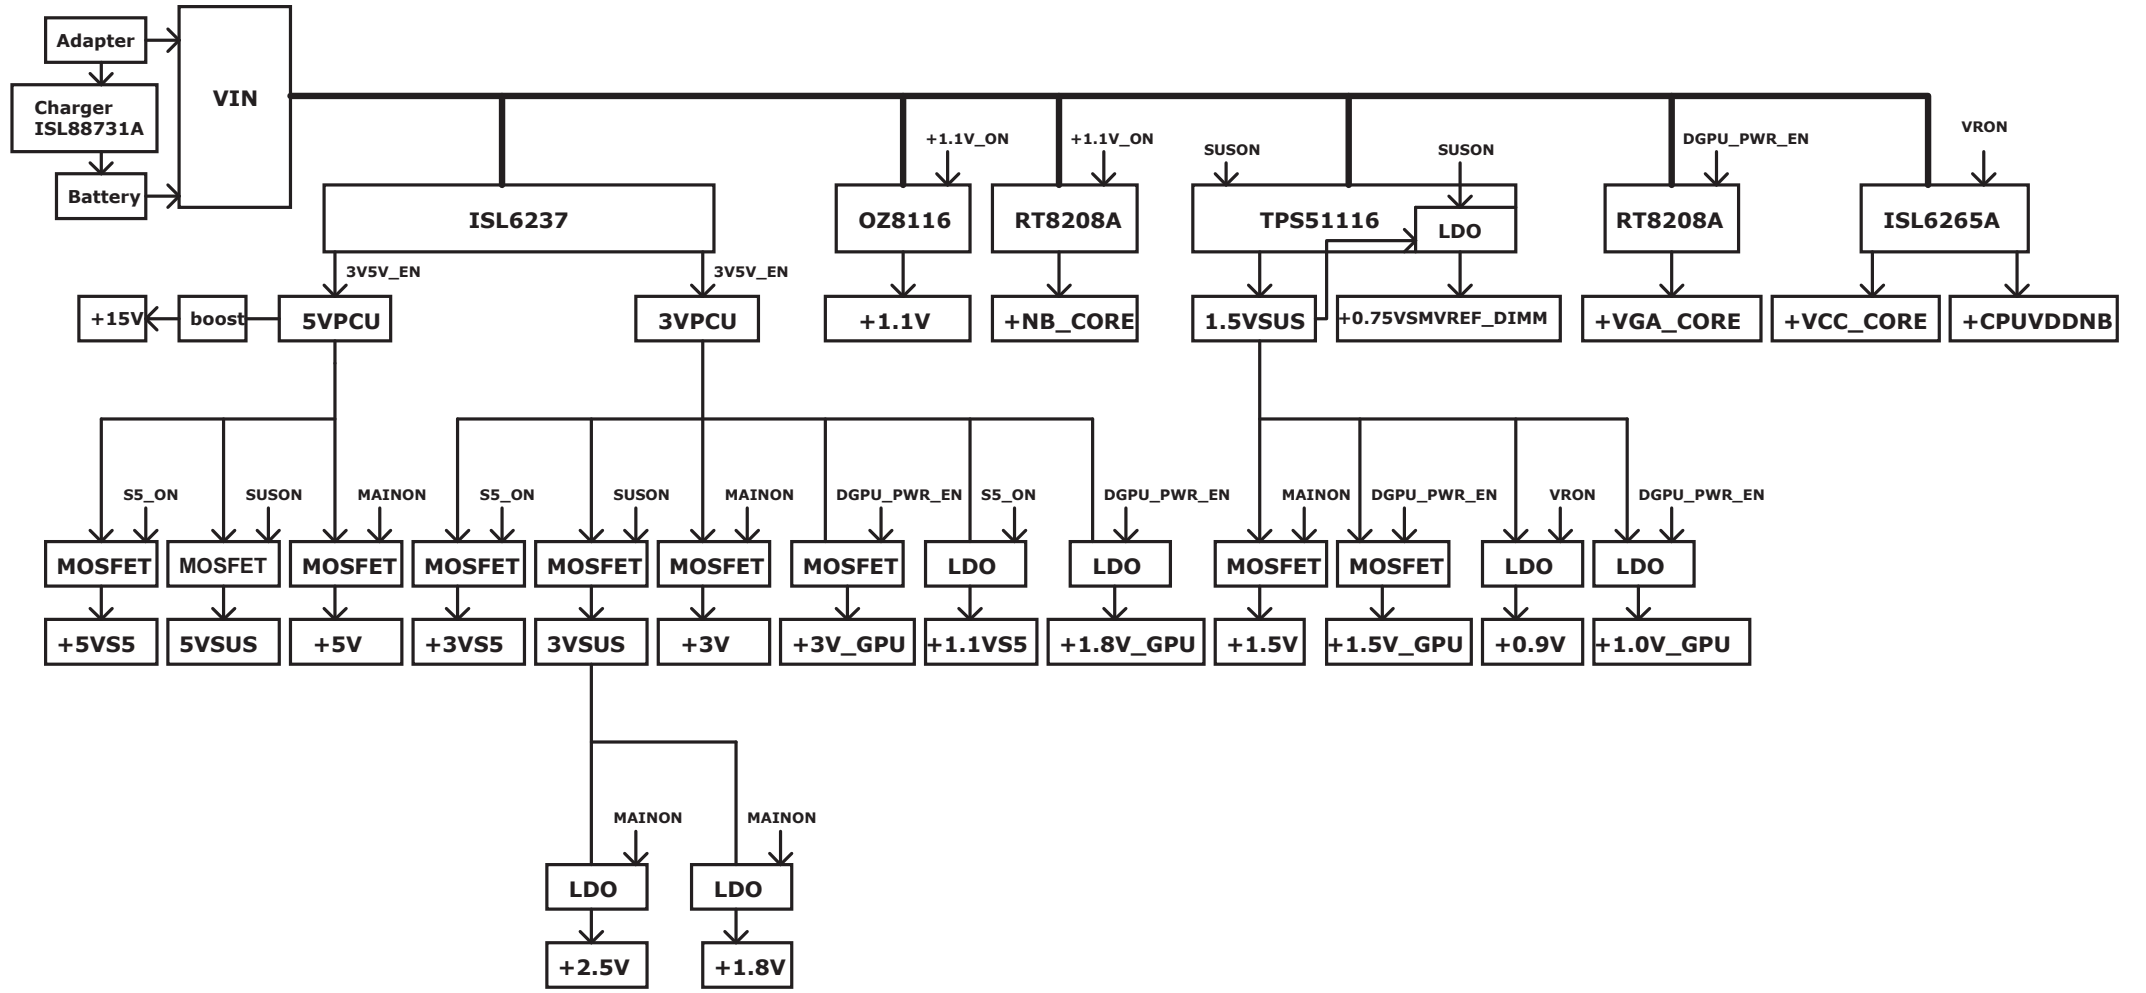 Adapter
VIN
Charger
ISL88731A
Battery
+1.1V_ON
+1.1V_ON
SUSON
SUSON
DGPU_PWR_EN
VRON
ISL6237
OZ8116
RT8208A
TPS51116
LDO
RT8208A
ISL6265A
3V5V_EN
3V5V_EN
+15V
boost
5VPCU
3VPCU
+1.1V
+NB_CORE
1.5VSUS
+0.75VSMVREF_DIMM
+VGA_CORE
+VCC_CORE
+CPUVDDNB
S5_ON
SUSON
MAINON
S5_ON
SUSON
MAINON
DGPU_PWR_EN
S5_ON
DGPU_PWR_EN
MAINON
DGPU_PWR_EN
VRON
DGPU_PWR_EN
MOSFET
MOSFET
MOSFET
MOSFET
MOSFET
MOSFET
MOSFET
LDO
LDO
MOSFET
MOSFET
LDO
LDO
+5VS5
5VSUS
+5V
+3VS5
3VSUS
+3V
+3V_GPU
+1.1VS5
+1.8V_GPU
+1.5V
+1.5V_GPU
+0.9V
+1.0V_GPU
MAINON
MAINON
LDO
LDO
+2.5V
+1.8V